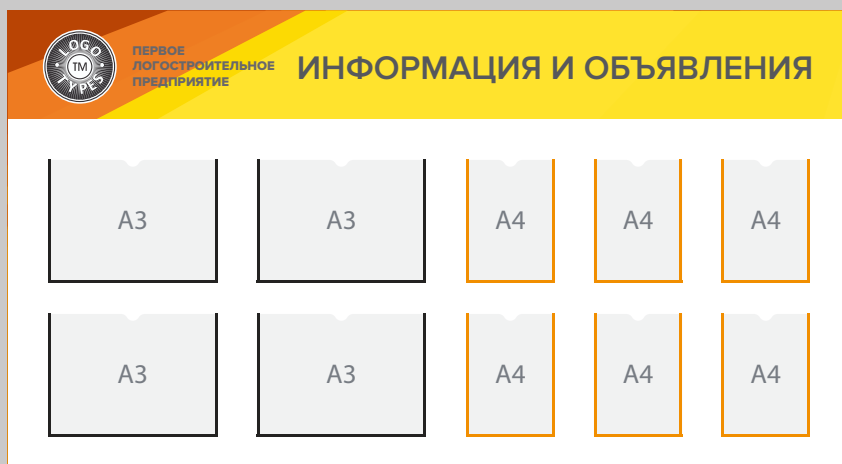 LOGO
TM
TYPES
ПЕРВОЕ
ЛОГОСТРОИТЕЛЬНОЕ
ПРЕДПРИЯТИЕ
ИНФОРМАЦИЯ И ОБЪЯВЛЕНИЯ
А3 А3 А4 А4 А4
А3 А3 А4 А4 А4